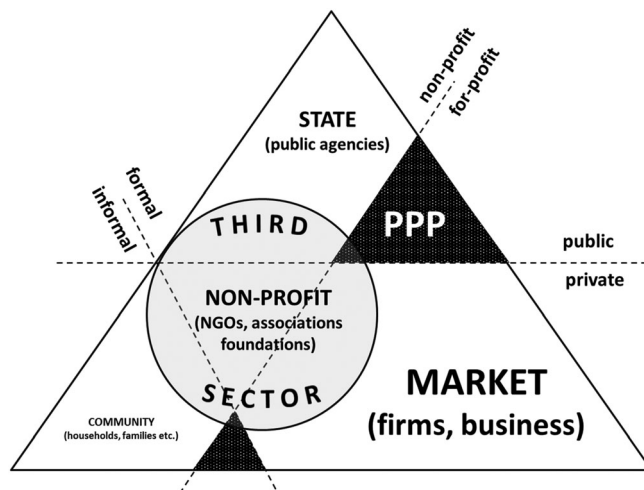 non-profit
for-profit
STATE
(public agencies)
formal
informal
THIRD
PPP
public
private
NON-PROFIT
(NGOs, associations
foundations)
SECTOR
MARKET
(firms, business)
COMMUNITY
(households, families etc.)